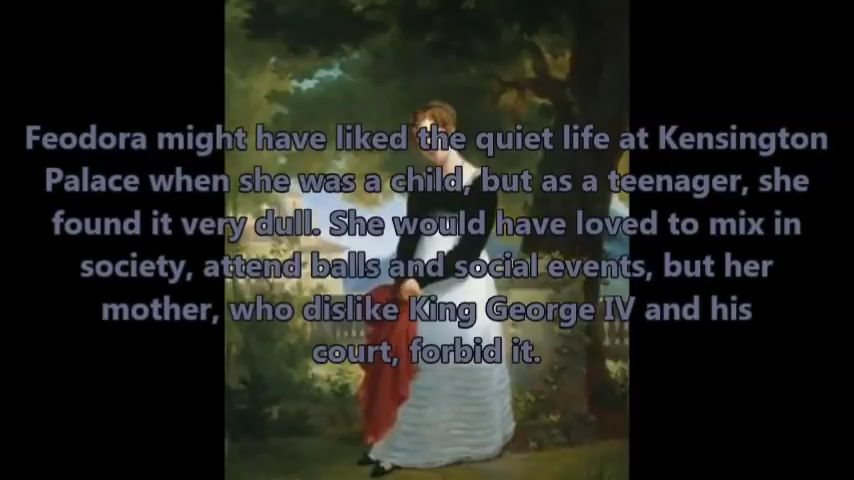 Feodora might have liked the quiet life at Kensington
Palace when she was a child, but as a teenager, she
found it very dull. She would have loved to mix in
society, attend balls and social events, but her
mother, who dislike King George IV and his
court, forbid it.